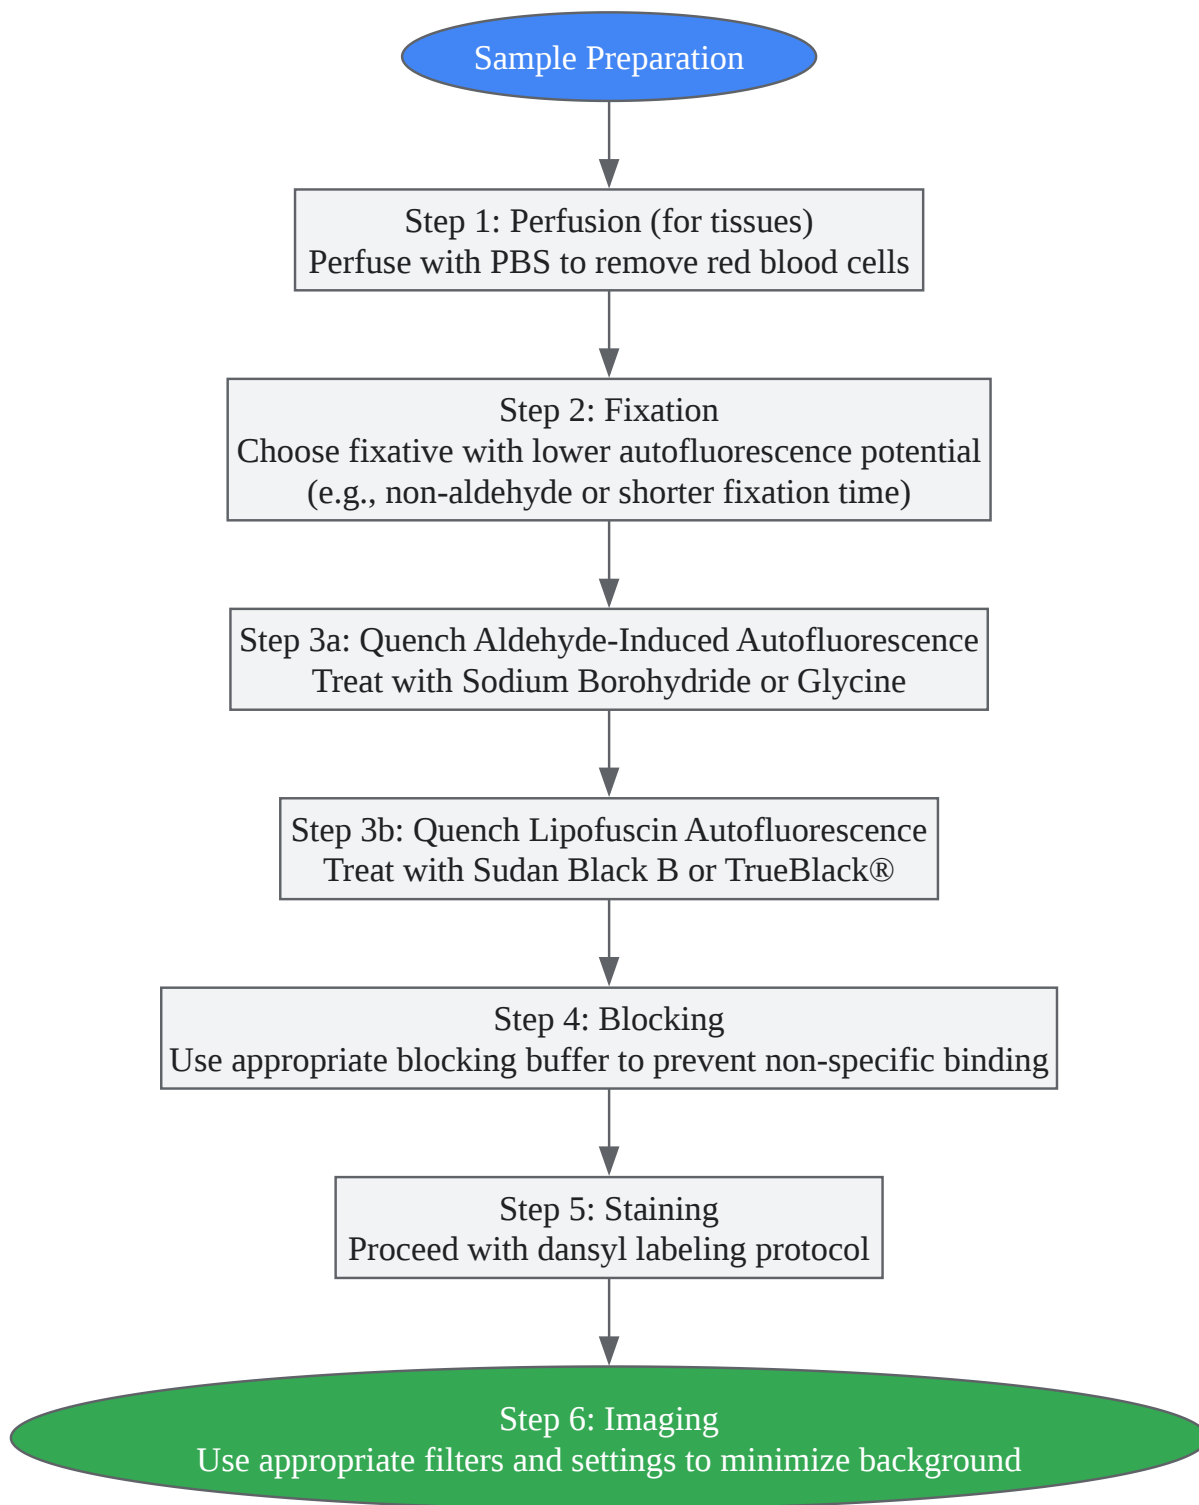 Sample Preparation
Step 1: Perfusion (for tissues)
Perfuse with PBS to remove red blood cells
Step 2: Fixation
Choose fixative with lower autofluorescence potential
(e.g., non-aldehyde or shorter fixation time)
Step 3a: Quench Aldehyde-Induced Autofluorescence
Treat with Sodium Borohydride or Glycine
Step 3b: Quench Lipofuscin Autofluorescence
Treat with Sudan Black B or TrueBlack®
Step 4: Blocking
Use appropriate blocking buffer to prevent non-specific binding
Step 5: Staining
Proceed with dansyl labeling protocol
Step 6: Imaging
Use appropriate filters and settings to minimize background